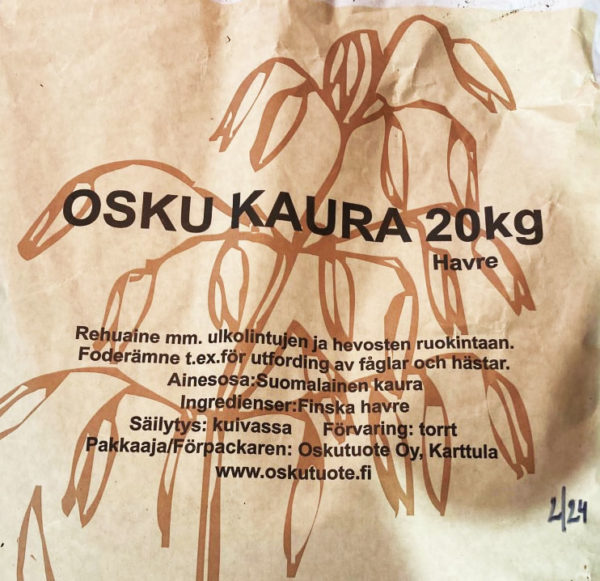 OSKU KAURA 20kg
Havre
Rehuaine mm. ulkolintujen ja hevosten ruokintaan.
Foderämne t.ex.för utfording av fåglar och hästar.
Ainesosa:Suomalainen kaura
Ingredienser:Finska havre
Säilytys: kuivassa Förvaring: torrt
Pakkaaja/Förpackaren: Oskutuote Oy, Karttula
www.oskutuote.fi
2/24